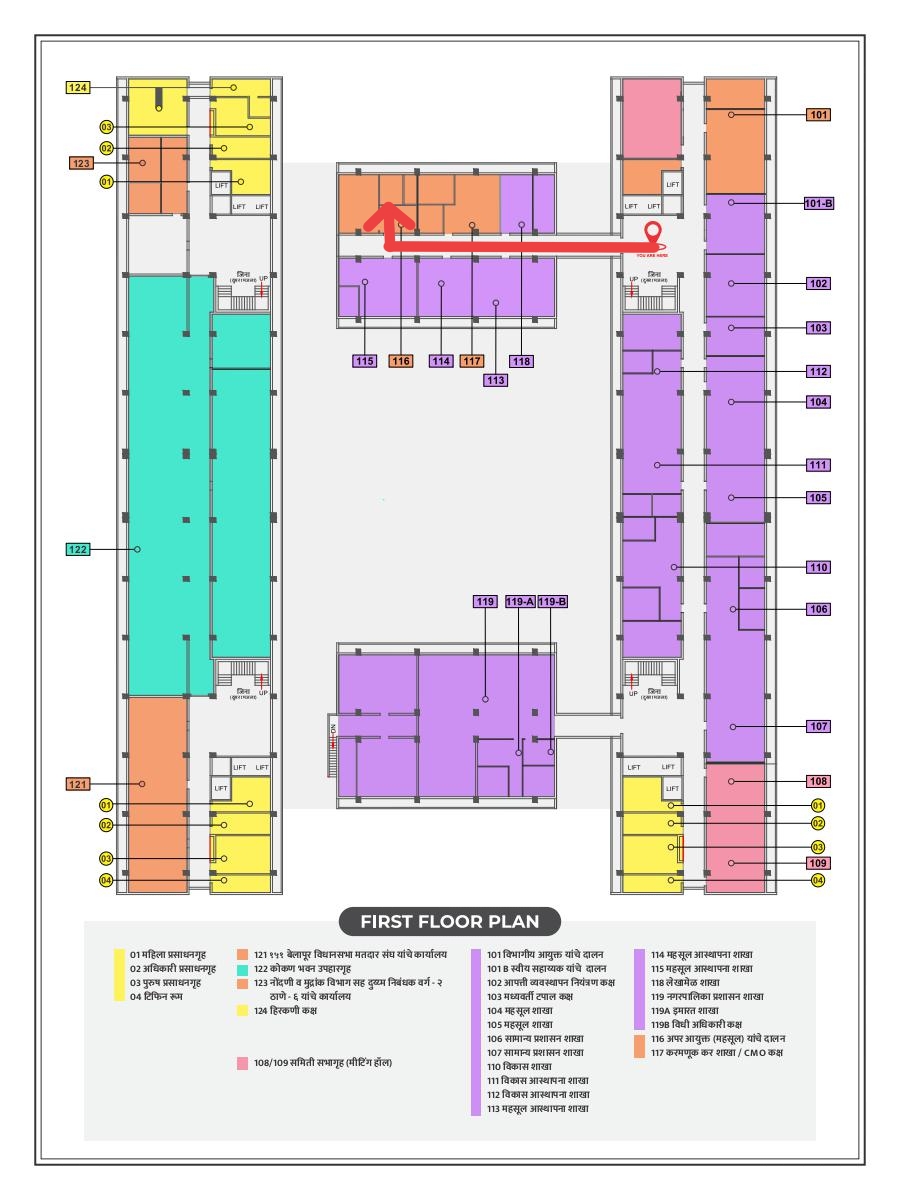 124
03
02
123
01
LIFT
LIFT LIFT
जिना
(दुसरा मजला)
UP
122
121
LIFT LIFT
LIFT
01
02
03
04
जिना
(दुसरा मजला)
UP
115
116
114
117
118
113
YOU ARE HERE
119
119-A
119-B
DN
LIFT
LIFT LIFT
UP
जिना
(दुसरा मजला)
101
101-B
102
103
112
104
111
105
110
106
107
जिना
(दुसरा मजला)
UP
LIFT LIFT
LIFT
108
01
02
03
109
04
FIRST FLOOR PLAN
01 महिला प्रसाधनगृह
02 अधिकारी प्रसाधनगृह
03 पुरुष प्रसाधनगृह
04 टिफिन रूम
121 १५१ बेलापूर विधानसभा मतदार संघ यांचे कार्यालय
122 कोकण भवन उपहारगृह
123 नोंदणी व मुद्रांक विभाग सह दुय्यम निबंधक वर्ग - २
ठाणे - ६ यांचे कार्यालय
124 हिरकणी कक्ष
108/109 समिती सभागृह (मीटिंग हॉल)
101 विभागीय आयुक्त यांचे दालन
101 B स्वीय सहाय्यक यांचे दालन
102 आपत्ती व्यवस्थापन नियंत्रण कक्ष
103 मध्यवर्ती टपाल कक्ष
104 महसूल शाखा
105 महसूल शाखा
106 सामान्य प्रशासन शाखा
107 सामान्य प्रशासन शाखा
110 विकास शाखा
111 विकास आस्थापना शाखा
112 विकास आस्थापना शाखा
113 महसूल आस्थापना शाखा
114 महसूल आस्थापना शाखा
115 महसूल आस्थापना शाखा
118 लेखामेळ शाखा
119 नगरपालिका प्रशासन शाखा
119A इमारत शाखा
119B विधी अधिकारी कक्ष
116 अपर आयुक्त (महसूल) यांचे दालन
117 करमणूक कर शाखा / CMO कक्ष